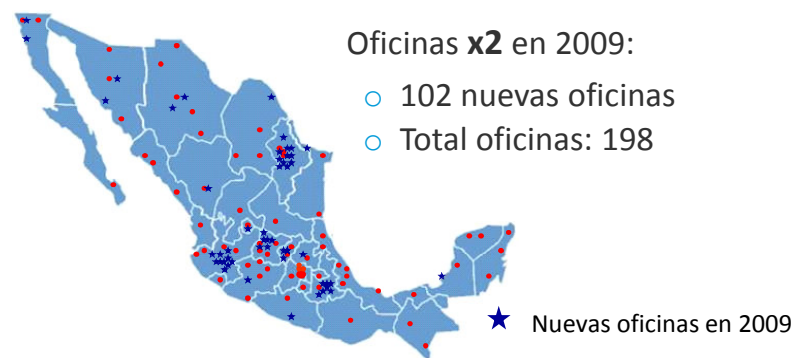 Oficinas x2 en 2009:
102 nuevas oficinas
Total oficinas: 198
Nuevas oficinas en 2009